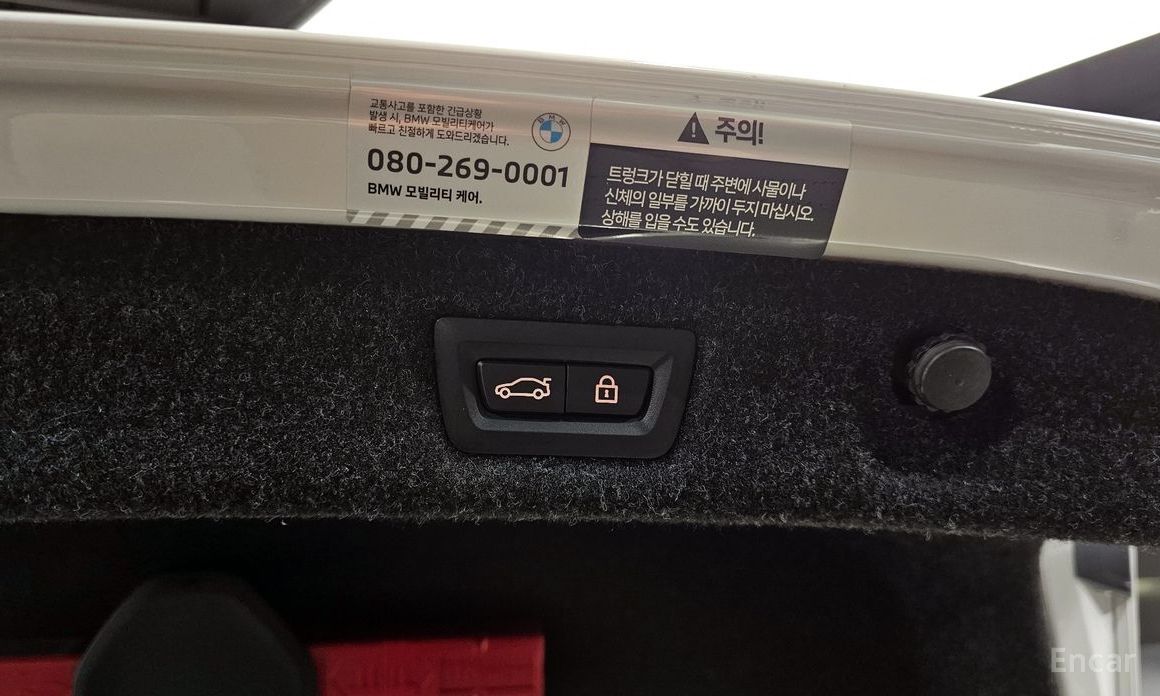 교통사고를 포함한 긴급상황
발생 시, BMW 모빌리티케어가
빠르고 친절하게 도와드리겠습니다.
BMW
080-269-0001
BMW 모빌리티 케어.
주의!
트렁크가 닫힐 때 주변에 사물이나
신체의 일부를 가까이 두지 마십시오.
상해를 입을 수도 있습니다.
Encar